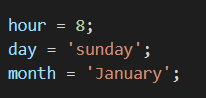 hour = 8;
day = 'sunday';
month = 'January';